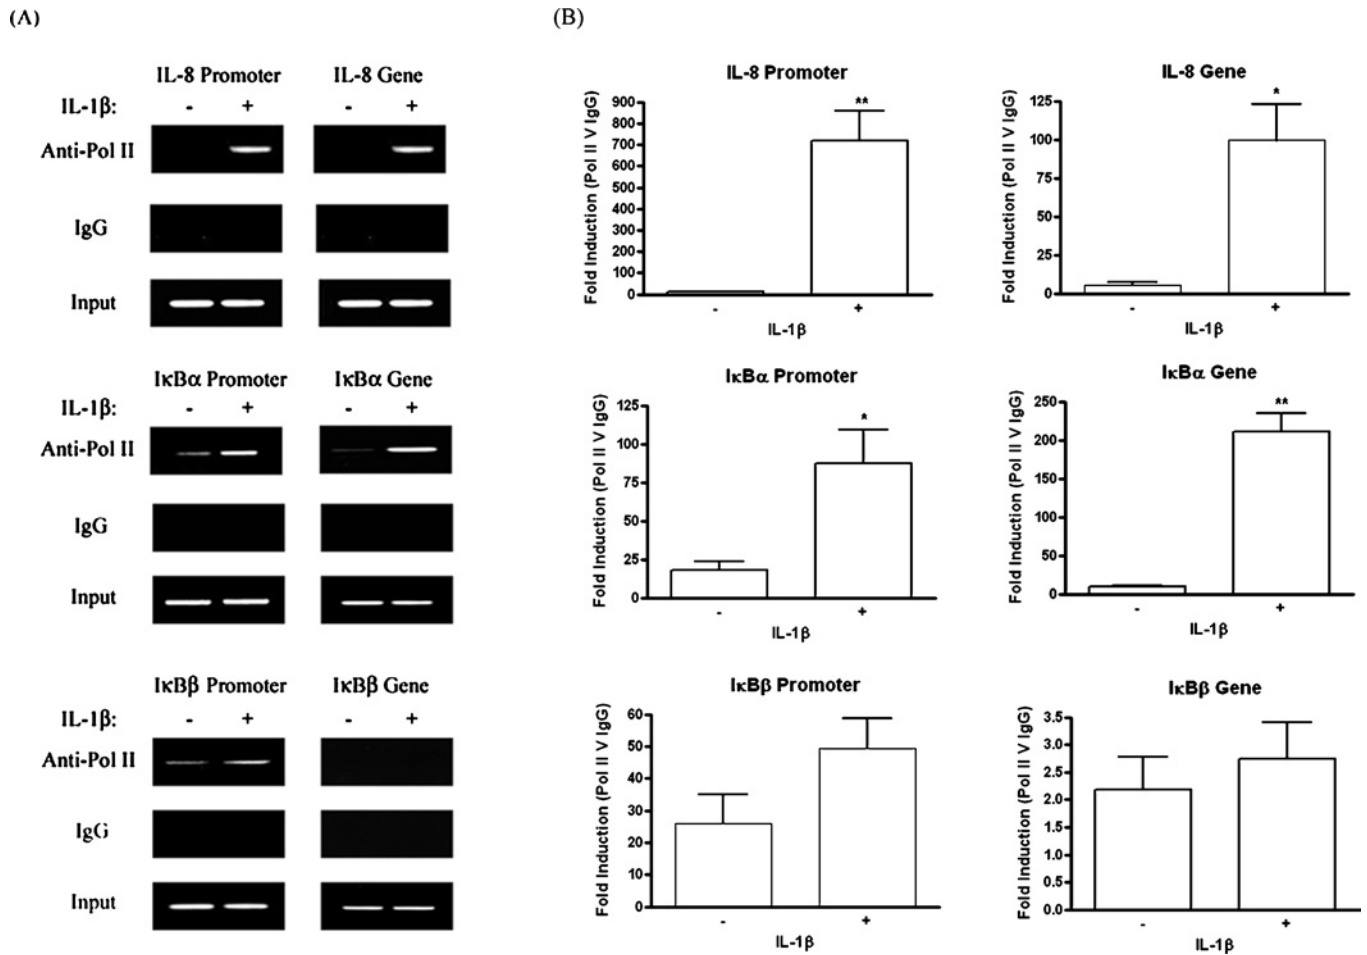 (A)
IL-8 Promoter IL-8 Gene
IL-1β: - + - +
Anti-Pol II
IgG
Input
IκBα Promoter IκBα Gene
IL-1β: - + - +
Anti-Pol II
IgG
Input
IκBβ Promoter IκBβ Gene
IL-1β: - + - +
Anti-Pol II
IgG
Input
(B)
IL-8 Promoter
Fold Induction (Pol II V IgG)
900
800
700
600
500
400
300
200
100
0
**
- +
IL-1β
IL-8 Gene
Fold Induction (Pol II V IgG)
125
100
75
50
25
0
*
- +
IL-1β
IκBα Promoter
Fold Induction (Pol II V IgG)
125
100
75
50
25
0
*
- +
IL-1β
IκBα Gene
Fold Induction (Pol II V IgG)
250
200
150
100
50
0
**
- +
IL-1β
IκBβ Promoter
Fold Induction (Pol II V IgG)
60
50
40
30
20
10
0
- +
IL-1β
IκBβ Gene
Fold Induction (Pol II V IgG)
3.5
3.0
2.5
2.0
1.5
1.0
0.5
0.0
- +
IL-1β